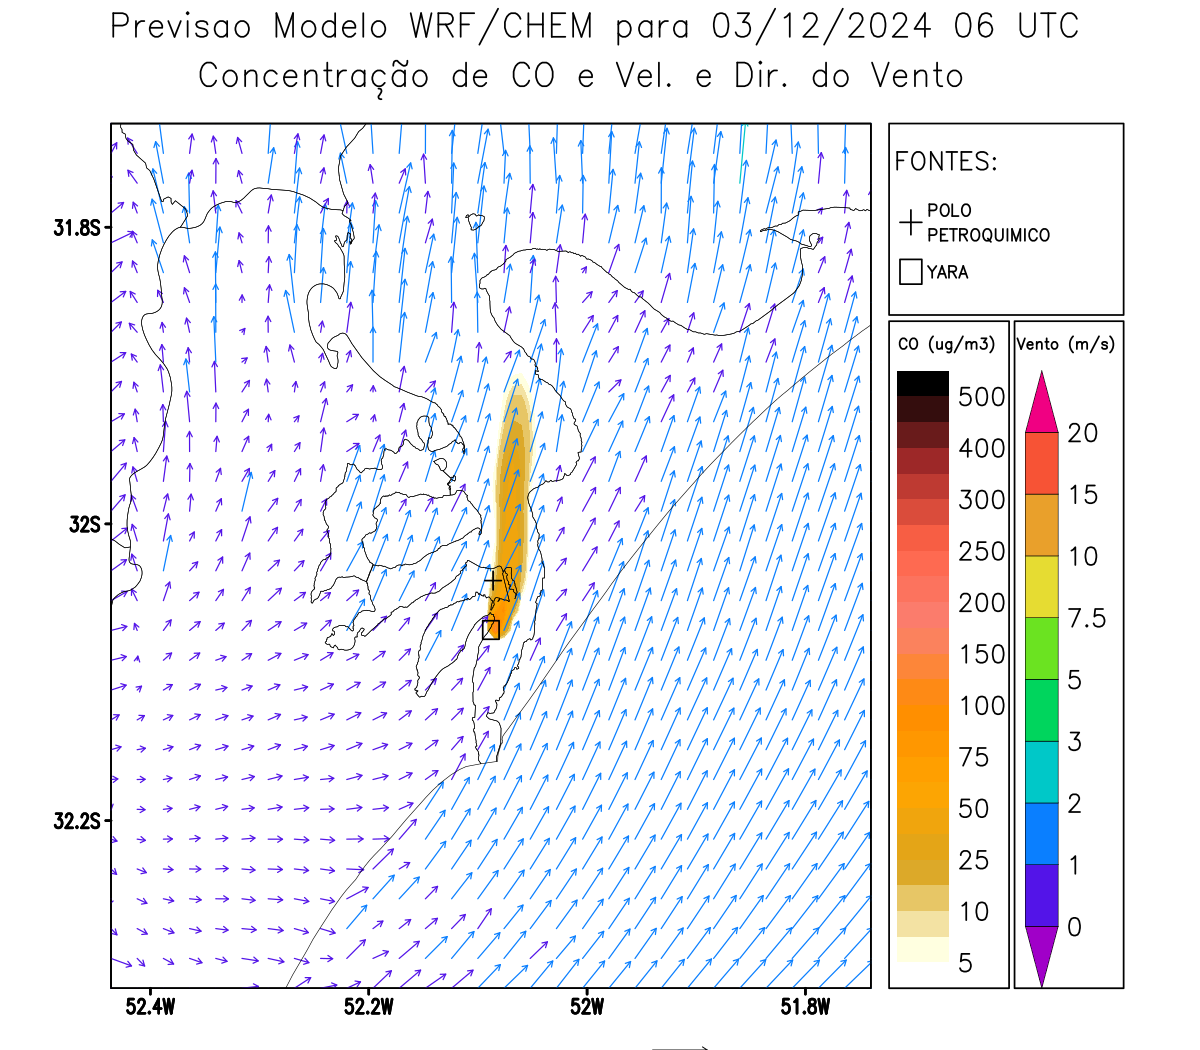 Previsao Modelo WRF/CHEM para 03/12/2024 06 UTC
Concentração de CO e Vel. e Dir. do Vento
FONTES:
POLO
PETROQUIMICO
YARA
CO (ug/m3)
500
400
300
250
200
150
100
75
50
25
10
5
Vento (m/s)
20
15
10
7.5
5
3
2
1
0
31.8S
32S
32.2S
52.4W 52.2W 52W 51.8W